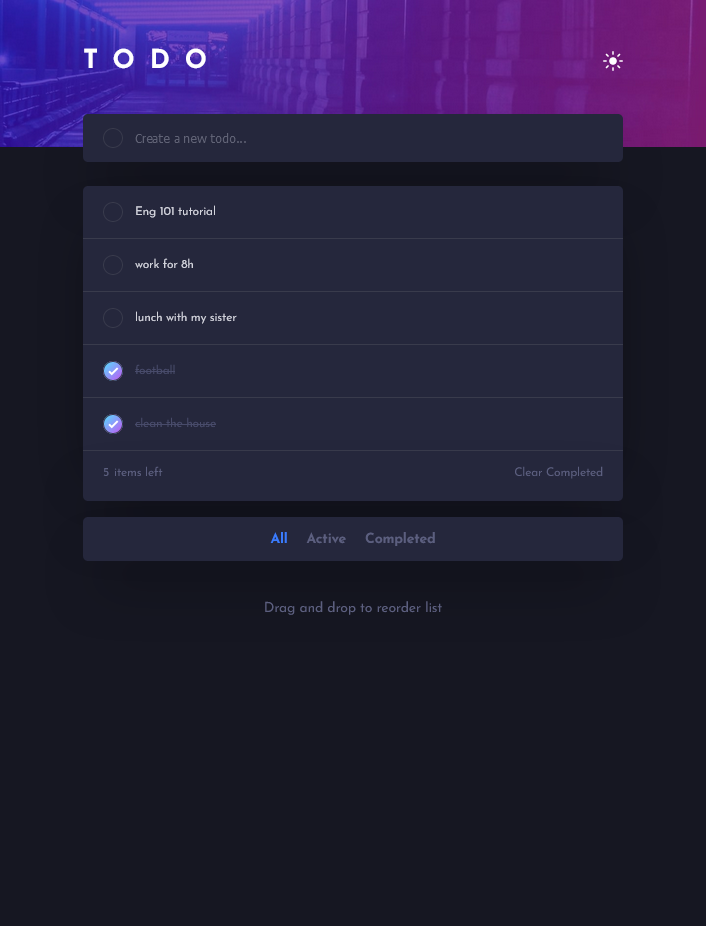 TODO
Create a new todo...
Eng 101 tutorial
work for 8h
lunch with my sister
football
clean the house
5 items left Clear Completed
All Active Completed
Drag and drop to reorder list